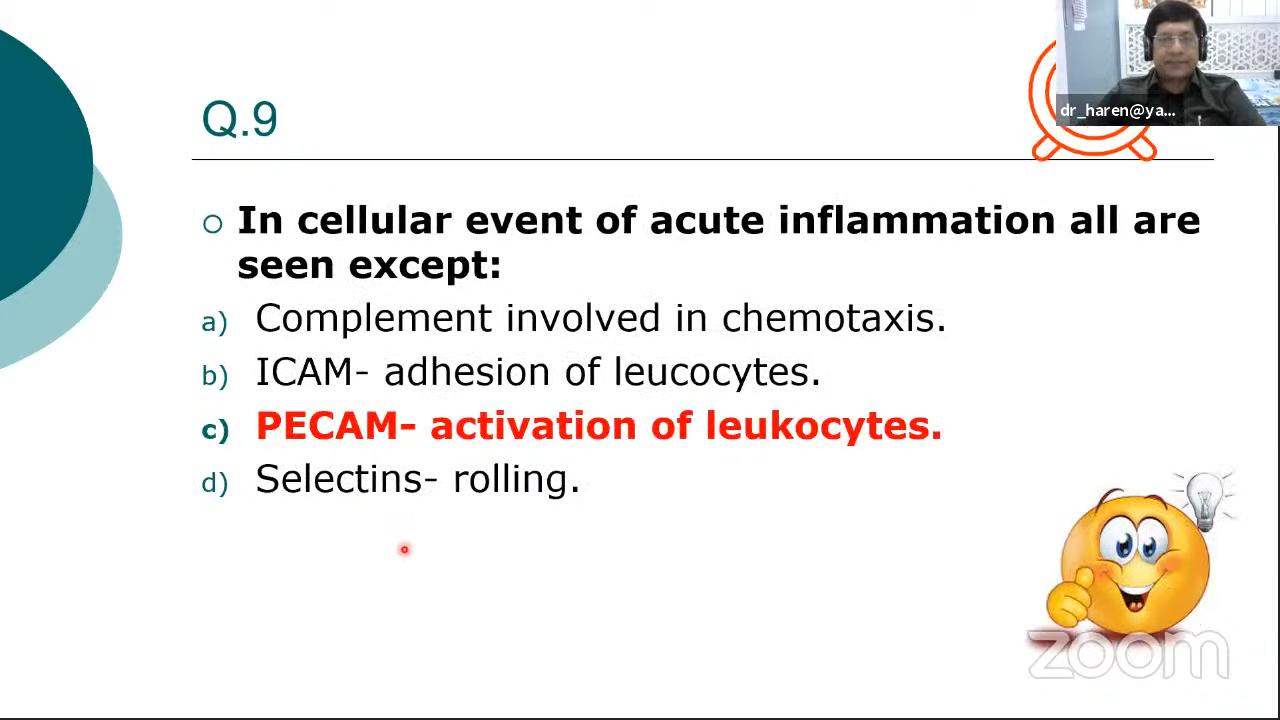 Q.9
dr_haren@ya...
In cellular event of acute inflammation all are
seen except:
a) Complement involved in chemotaxis.
b) ICAM- adhesion of leucocytes.
c) PECAM- activation of leukocytes.
d) Selectins- rolling.
zoom